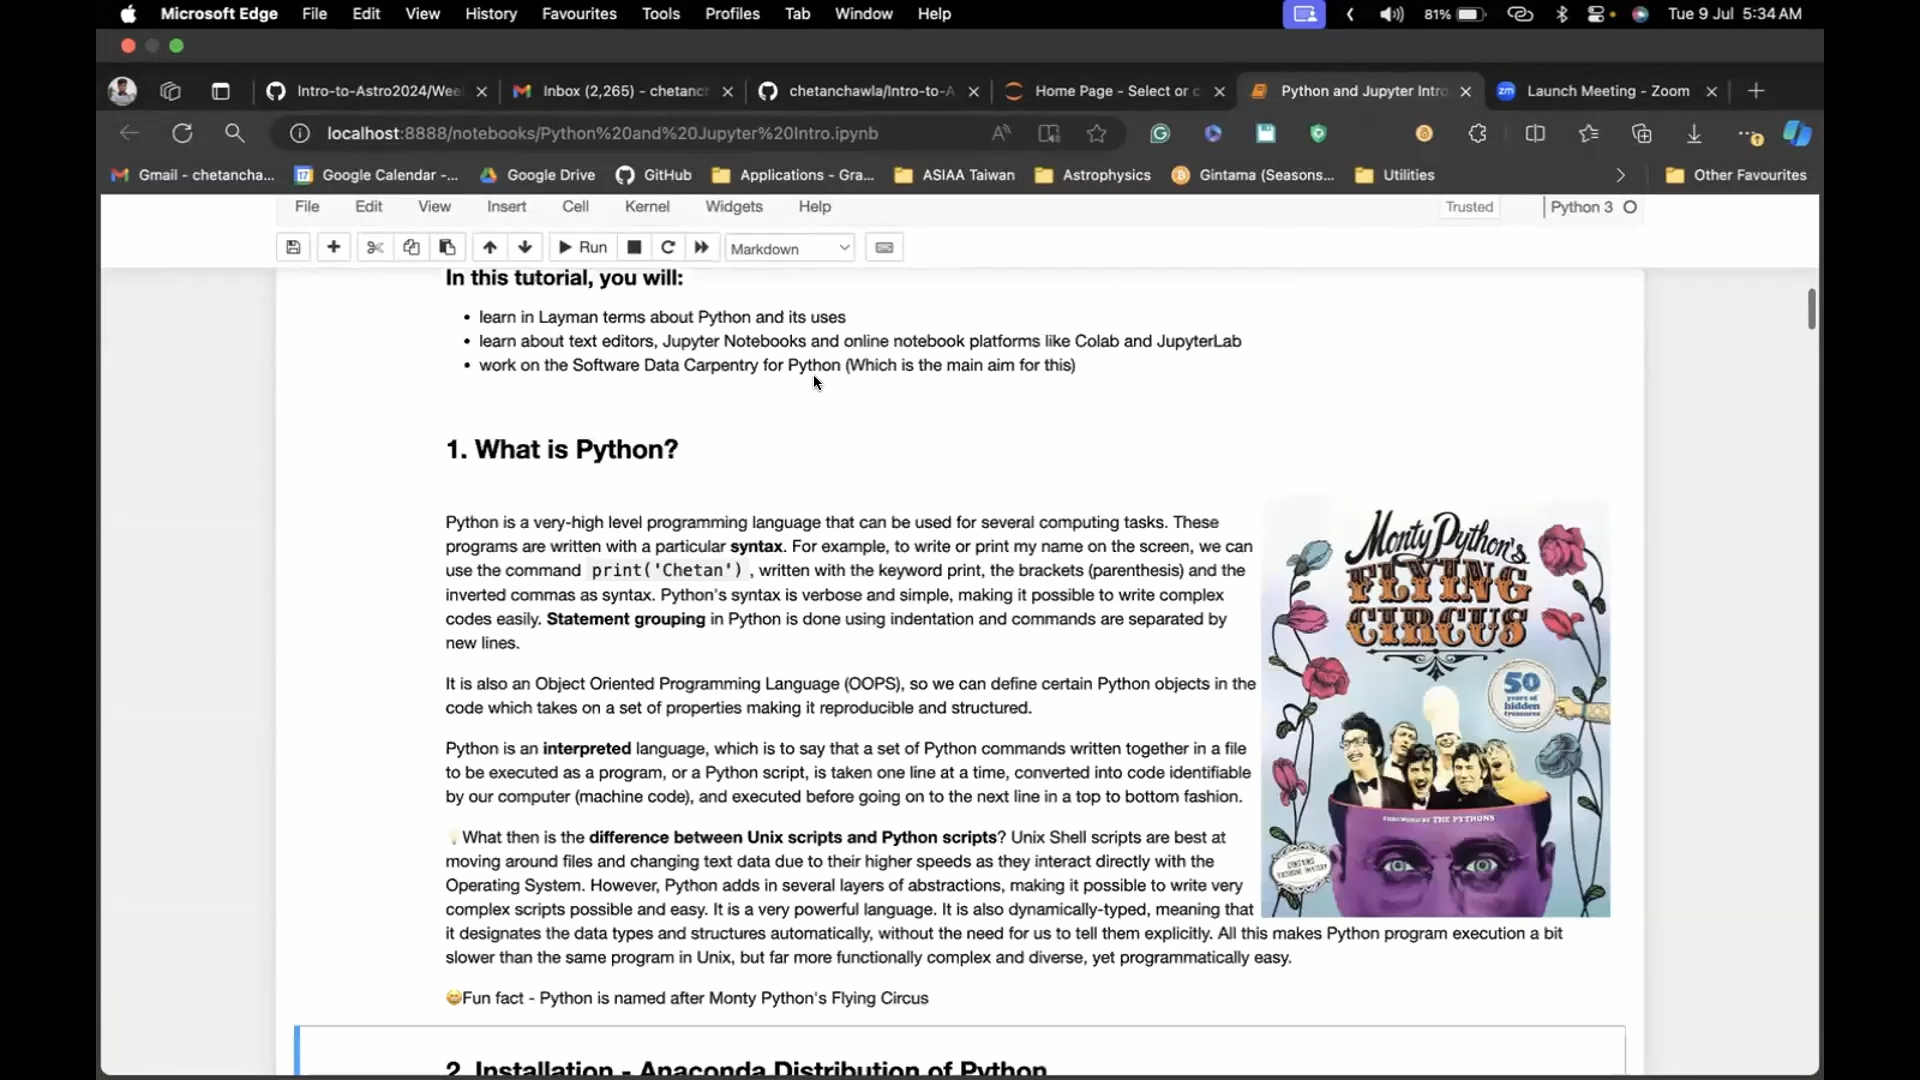 Microsoft Edge File Edit View History Favourites Tools Profiles Tab Window Help 81% Tue 9 Jul 5:34 AM
Intro-to-Astro2024/Wee Inbox (2,265) - chetanch chetanchawla/Intro-to-A Home Page - Select or c Python and Jupyter Intro Launch Meeting - Zoom
localhost:8888/notebooks/Python%20and%20Jupyter%20Intro.ipynb
Gmail - chetancha... Google Calendar -... Google Drive GitHub Applications - Gra... ASIAA Taiwan Astrophysics Gintama (Seasons... Utilities Other Favourites
File Edit View Insert Cell Kernel Widgets Help Trusted Python 3
Run Markdown
In this tutorial, you will:
• learn in Layman terms about Python and its uses
• learn about text editors, Jupyter Notebooks and online notebook platforms like Colab and JupyterLab
• work on the Software Data Carpentry for Python (Which is the main aim for this)
1. What is Python?
Python is a very-high level programming language that can be used for several computing tasks. These
programs are written with a particular syntax. For example, to write or print my name on the screen, we can
use the command print('Chetan') , written with the keyword print, the brackets (parenthesis) and the
inverted commas as syntax. Python's syntax is verbose and simple, making it possible to write complex
codes easily. Statement grouping in Python is done using indentation and commands are separated by
new lines.
It is also an Object Oriented Programming Language (OOPS), so we can define certain Python objects in the
code which takes on a set of properties making it reproducible and structured.
Python is an interpreted language, which is to say that a set of Python commands written together in a file
to be executed as a program, or a Python script, is taken one line at a time, converted into code identifiable
by our computer (machine code), and executed before going on to the next line in a top to bottom fashion.
💡What then is the difference between Unix scripts and Python scripts? Unix Shell scripts are best at
moving around files and changing text data due to their higher speeds as they interact directly with the
Operating System. However, Python adds in several layers of abstractions, making it possible to write very
complex scripts possible and easy. It is a very powerful language. It is also dynamically-typed, meaning that
it designates the data types and structures automatically, without the need for us to tell them explicitly. All this makes Python program execution a bit
slower than the same program in Unix, but far more functionally complex and diverse, yet programmatically easy.
😄Fun fact - Python is named after Monty Python's Flying Circus
Monty Python's
FLYING
CIRCUS
50
years of
hidden
treasures
FOREWORD BY THE PYTHONS
2. Installation - Anaconda Distribution of Python